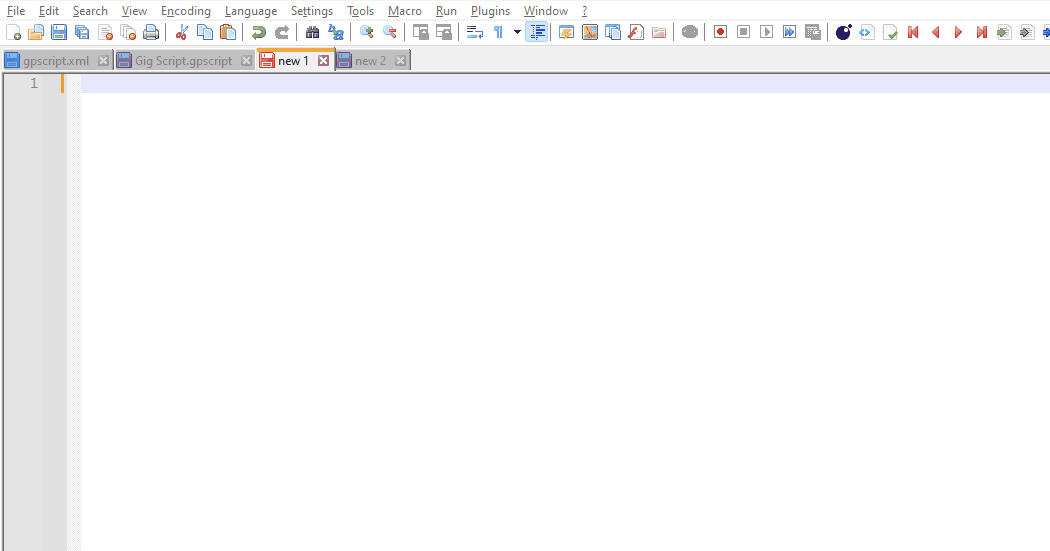 File Edit Search View Encoding Language Settings Tools Macro Run Plugins Window ?
gpscript.xml Gig Script.gpscript new 1 new 2
1